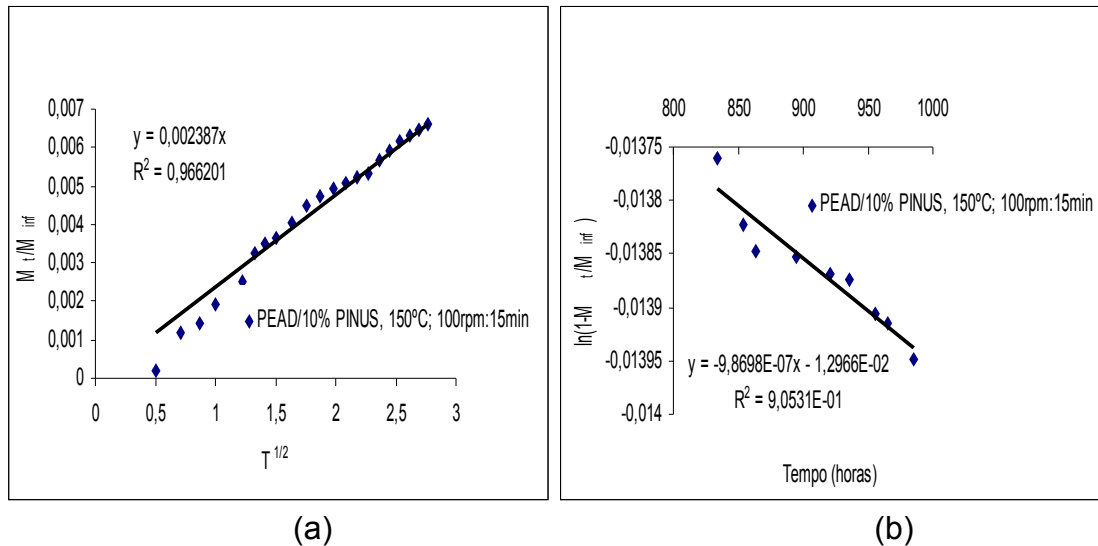 0,007
0,006
0,005
0,004
0,003
0,002
0,001
0
M t/M inf
y = 0,002387x
R2 = 0,966201
PEAD/10% PINUS, 150ºC; 100rpm:15min
0 0,5 1 1,5 2 2,5 3
T 1/2
(a)
800 850 900 950 1000
-0,01375
-0,0138
-0,01385
-0,0139
-0,01395
-0,014
ln(1-M t/M inf )
PEAD/10% PINUS, 150ºC; 100rpm:15min
y = -9,8698E-07x - 1,2966E-02
R2 = 9,0531E-01
Tempo (horas)
(b)